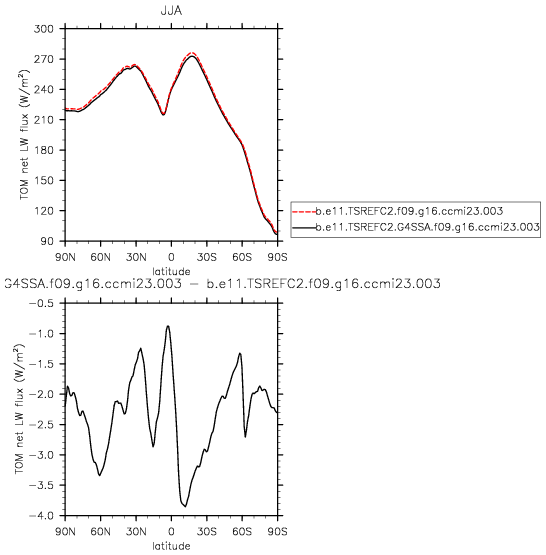 JJA
300
270
240
210
180
150
120
90
TOM net LW flux (W/m²)
90N 60N 30N 0 30S 60S 90S
latitude
b.e11.TSREFC2.f09.g16.ccmi23.003
b.e11.TSREFC2.G4SSA.f09.g16.ccmi23.003
G4SSA.f09.g16.ccmi23.003 − b.e11.TSREFC2.f09.g16.ccmi23.003
−0.5
−1.0
−1.5
−2.0
−2.5
−3.0
−3.5
−4.0
TOM net LW flux (W/m²)
90N 60N 30N 0 30S 60S 90S
latitude